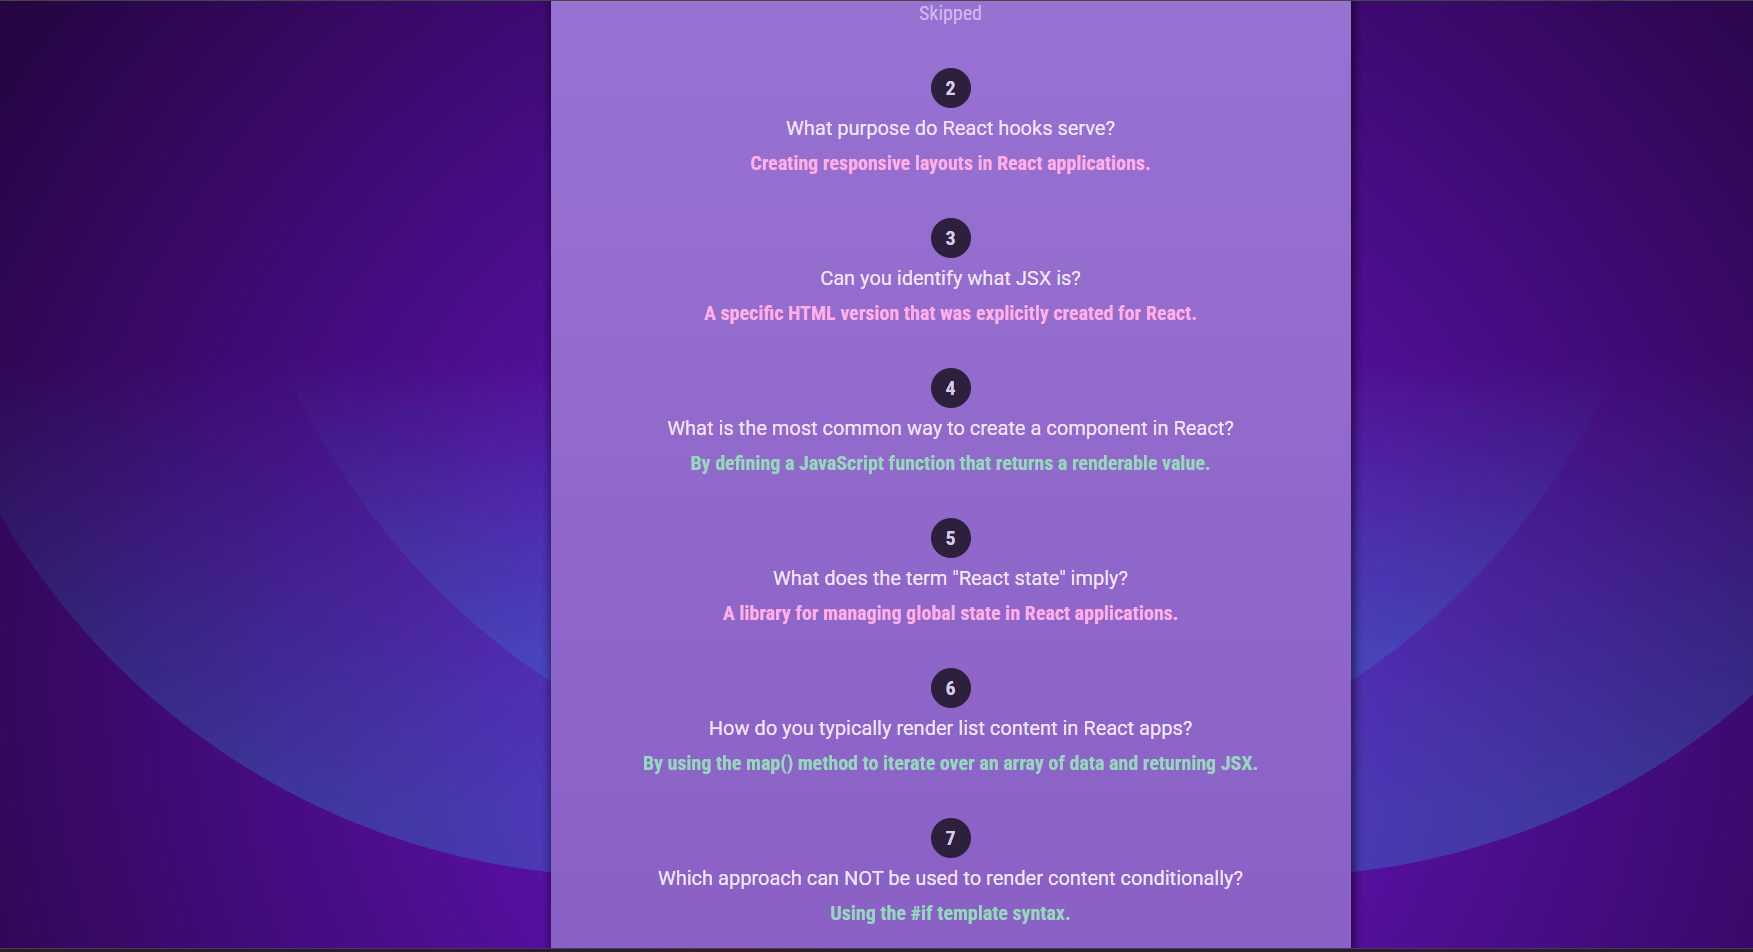 Skipped
2
What purpose do React hooks serve?
Creating responsive layouts in React applications.
3
Can you identify what JSX is?
A specific HTML version that was explicitly created for React.
4
What is the most common way to create a component in React?
By defining a JavaScript function that returns a renderable value.
5
What does the term "React state" imply?
A library for managing global state in React applications.
6
How do you typically render list content in React apps?
By using the map() method to iterate over an array of data and returning JSX.
7
Which approach can NOT be used to render content conditionally?
Using the #if template syntax.